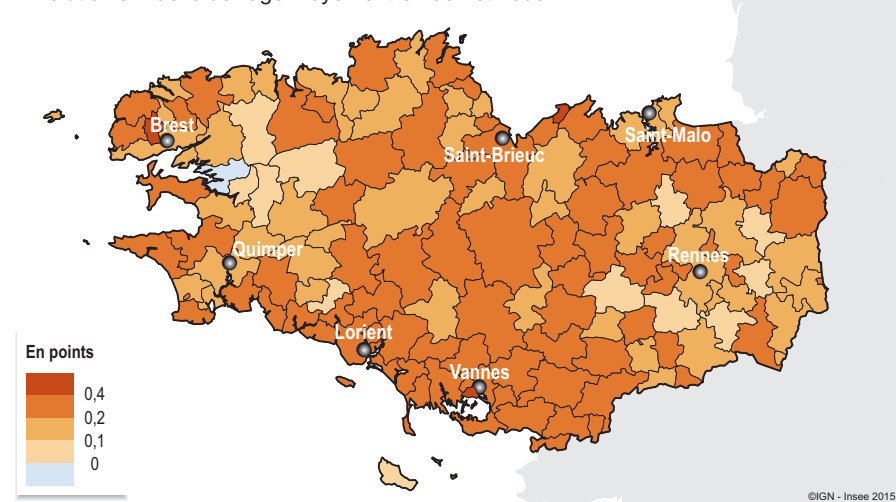 Brest
Saint-Malo
Saint-Brieuc
Quimper
Rennes
Lorient
Vannes
En points
0,4
0,2
0,1
0
©IGN - Insee 2015